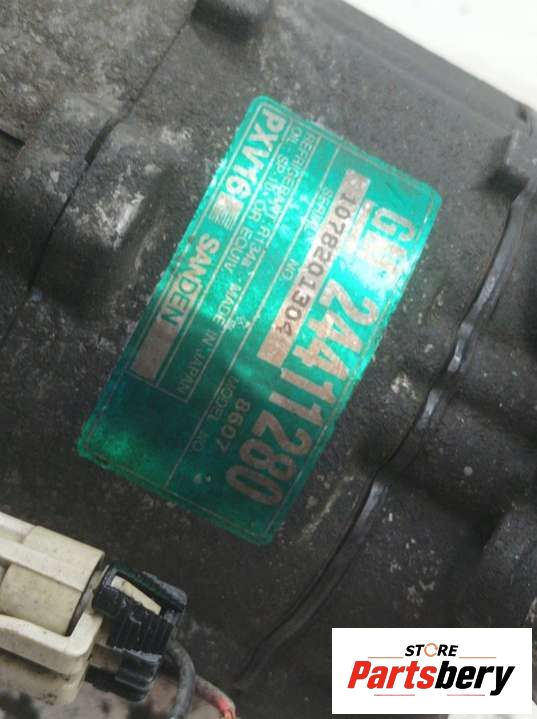 GM 24411280
SERIAL NO. MODEL NO.
1078201304 8607
REFRIGERANT R134a
OIL: SP-10 OR EQUIV. MADE IN JAPAN
PXV16 SANDEN
STORE
Partsbery